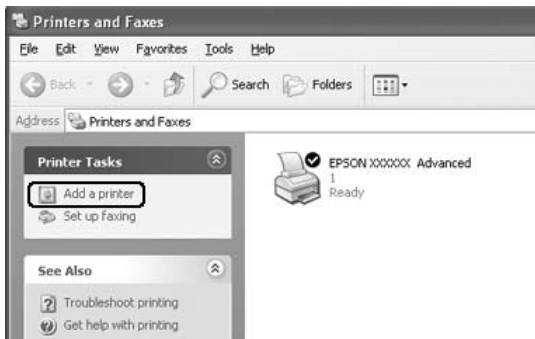 Printers and Faxes
File Edit View Favorites Tools Help
Back Search Folders
Address Printers and Faxes
Printer Tasks
Add a printer
Set up faxing
See Also
Troubleshoot printing
Get help with printing
EPSON XXXXXX Advanced
1
Ready